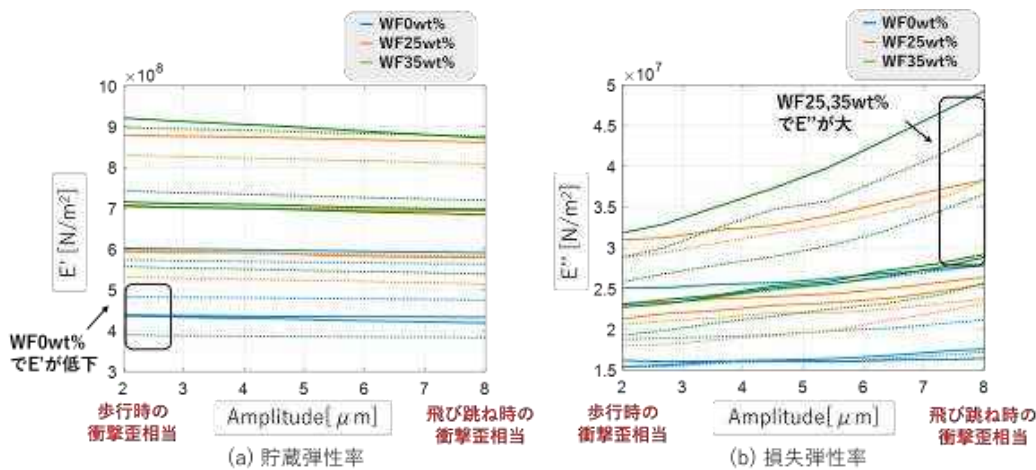 WF0wt%
WF25wt%
WF35wt%
×10⁸
10
9
8
7
6
5
4
3
E' [N/m²]
WF0wt%
でE'が低下
2 3 4 5 6 7 8
歩行時の
衝撃歪相当
Amplitude[μm]
飛び跳ね時の
衝撃歪相当
(a) 貯蔵弾性率
WF0wt%
WF25wt%
WF35wt%
×10⁷
5
4.5
4
3.5
3
2.5
2
1.5
E'' [N/m²]
WF25,35wt%
でE''が大
2 3 4 5 6 7 8
歩行時の
衝撃歪相当
Amplitude[μm]
飛び跳ね時の
衝撃歪相当
(b) 損失弾性率